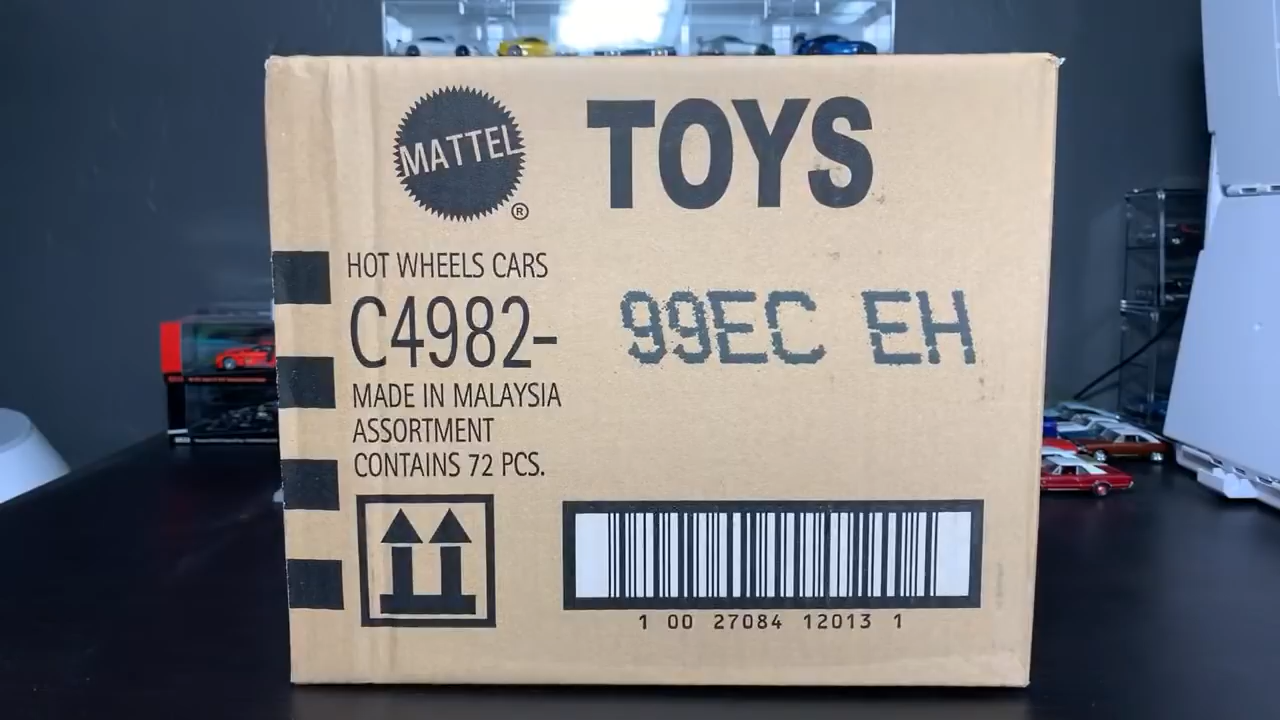 MATTEL
®
TOYS
HOT WHEELS CARS
C4982-
99EC EH
MADE IN MALAYSIA
ASSORTMENT
CONTAINS 72 PCS.
1 00 27084 12013 1